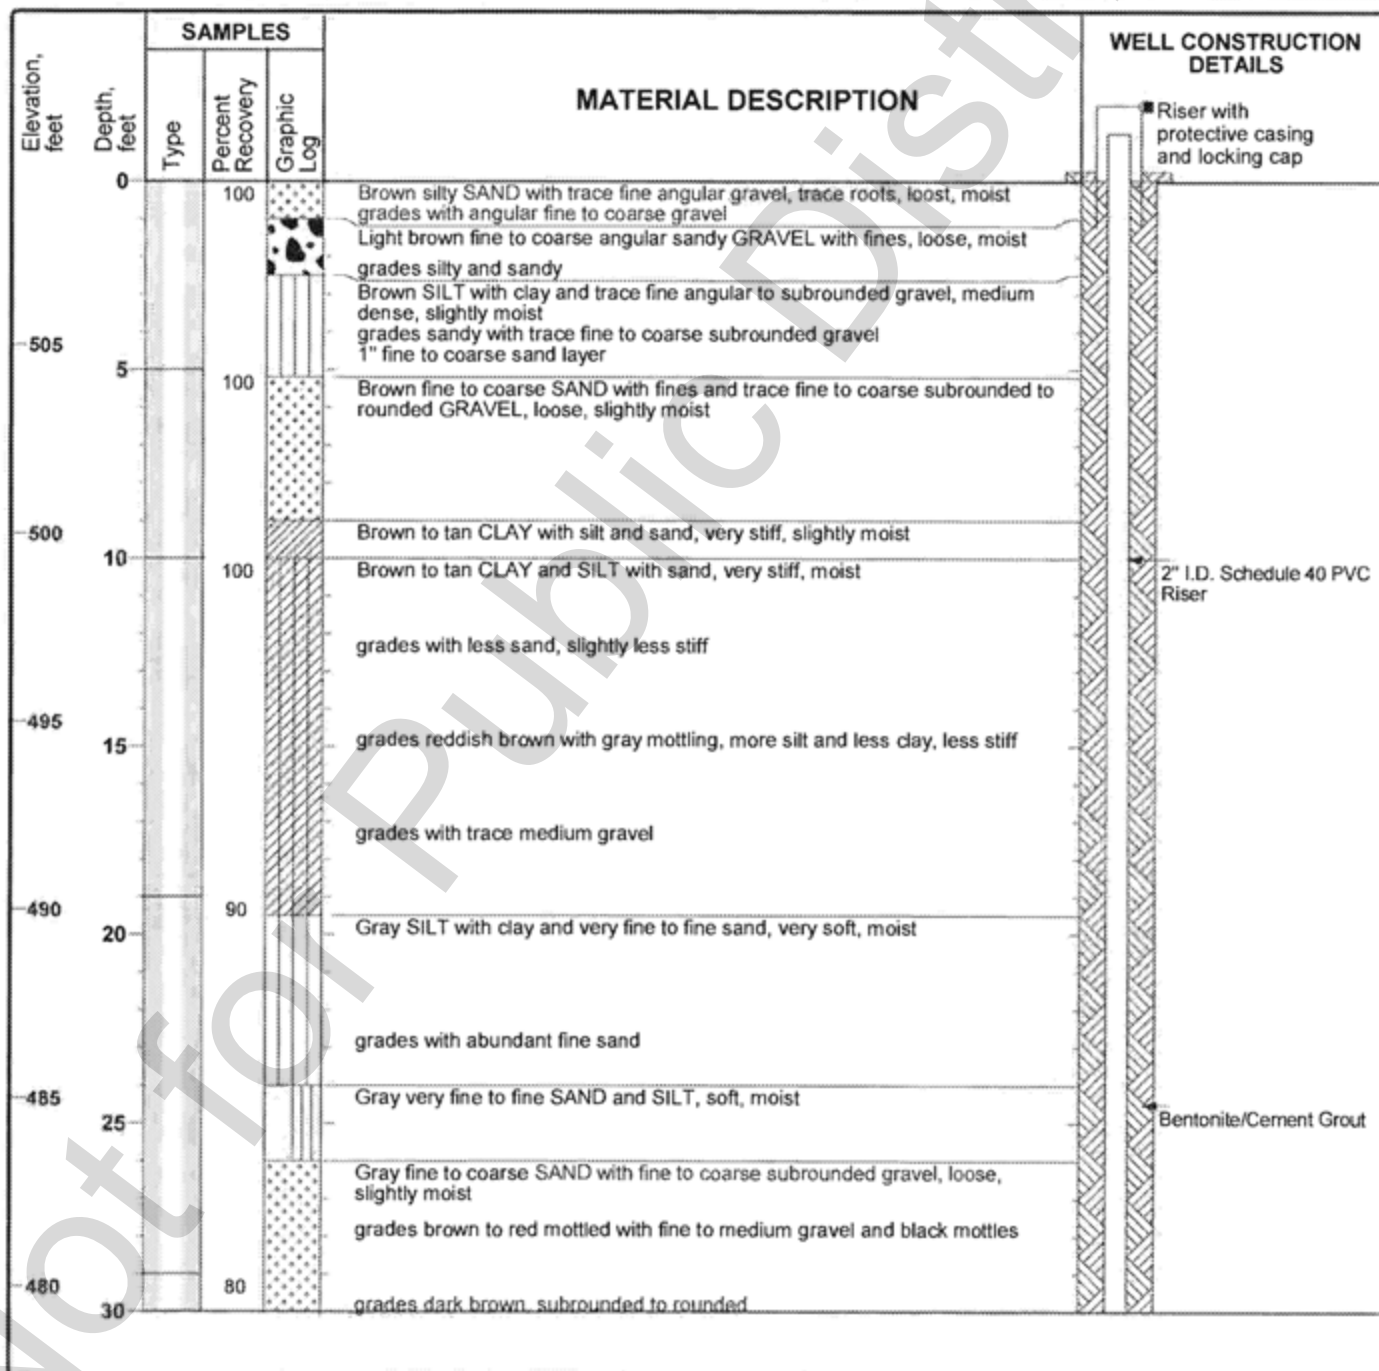 SAMPLES
Elevation, feet
Depth, feet
Type
Percent Recovery
Graphic Log
MATERIAL DESCRIPTION
WELL CONSTRUCTION
DETAILS
Riser with
protective casing
and locking cap
0
100
Brown silty SAND with trace fine angular gravel, trace roots, loost, moist
grades with angular fine to coarse gravel
Light brown fine to coarse angular sandy GRAVEL with fines, loose, moist
grades silty and sandy
Brown SILT with clay and trace fine angular to subrounded gravel, medium
dense, slightly moist
grades sandy with trace fine to coarse subrounded gravel
505
1" fine to coarse sand layer
5
100
Brown fine to coarse SAND with fines and trace fine to coarse subrounded to
rounded GRAVEL, loose, slightly moist
500
Brown to tan CLAY with silt and sand, very stiff, slightly moist
10
100
Brown to tan CLAY and SILT with sand, very stiff, moist
2" I.D. Schedule 40 PVC
Riser
grades with less sand, slightly less stiff
495
15
grades reddish brown with gray mottling, more silt and less clay, less stiff
grades with trace medium gravel
490
90
20
Gray SILT with clay and very fine to fine sand, very soft, moist
grades with abundant fine sand
485
Gray very fine to fine SAND and SILT, soft, moist
25
Bentonite/Cement Grout
Gray fine to coarse SAND with fine to coarse subrounded gravel, loose,
slightly moist
grades brown to red mottled with fine to medium gravel and black mottles
480
80
30
grades dark brown, subrounded to rounded
Not for Public Distri